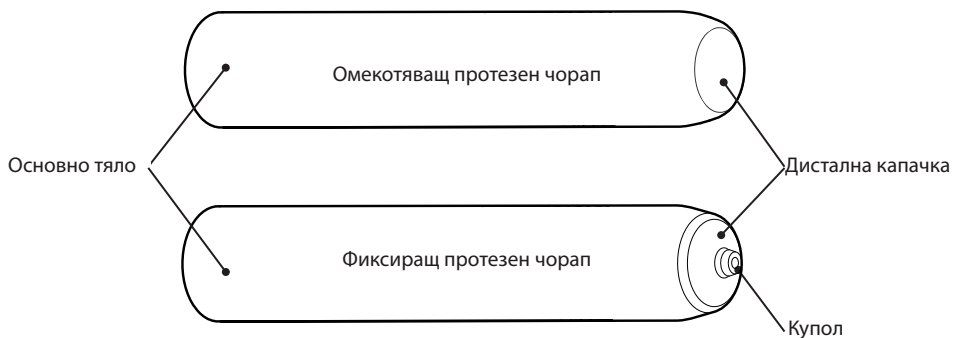 Омекотяващ протезен чорап
Основно тяло
Дистална капачка
Фиксиращ протезен чорап
Купол